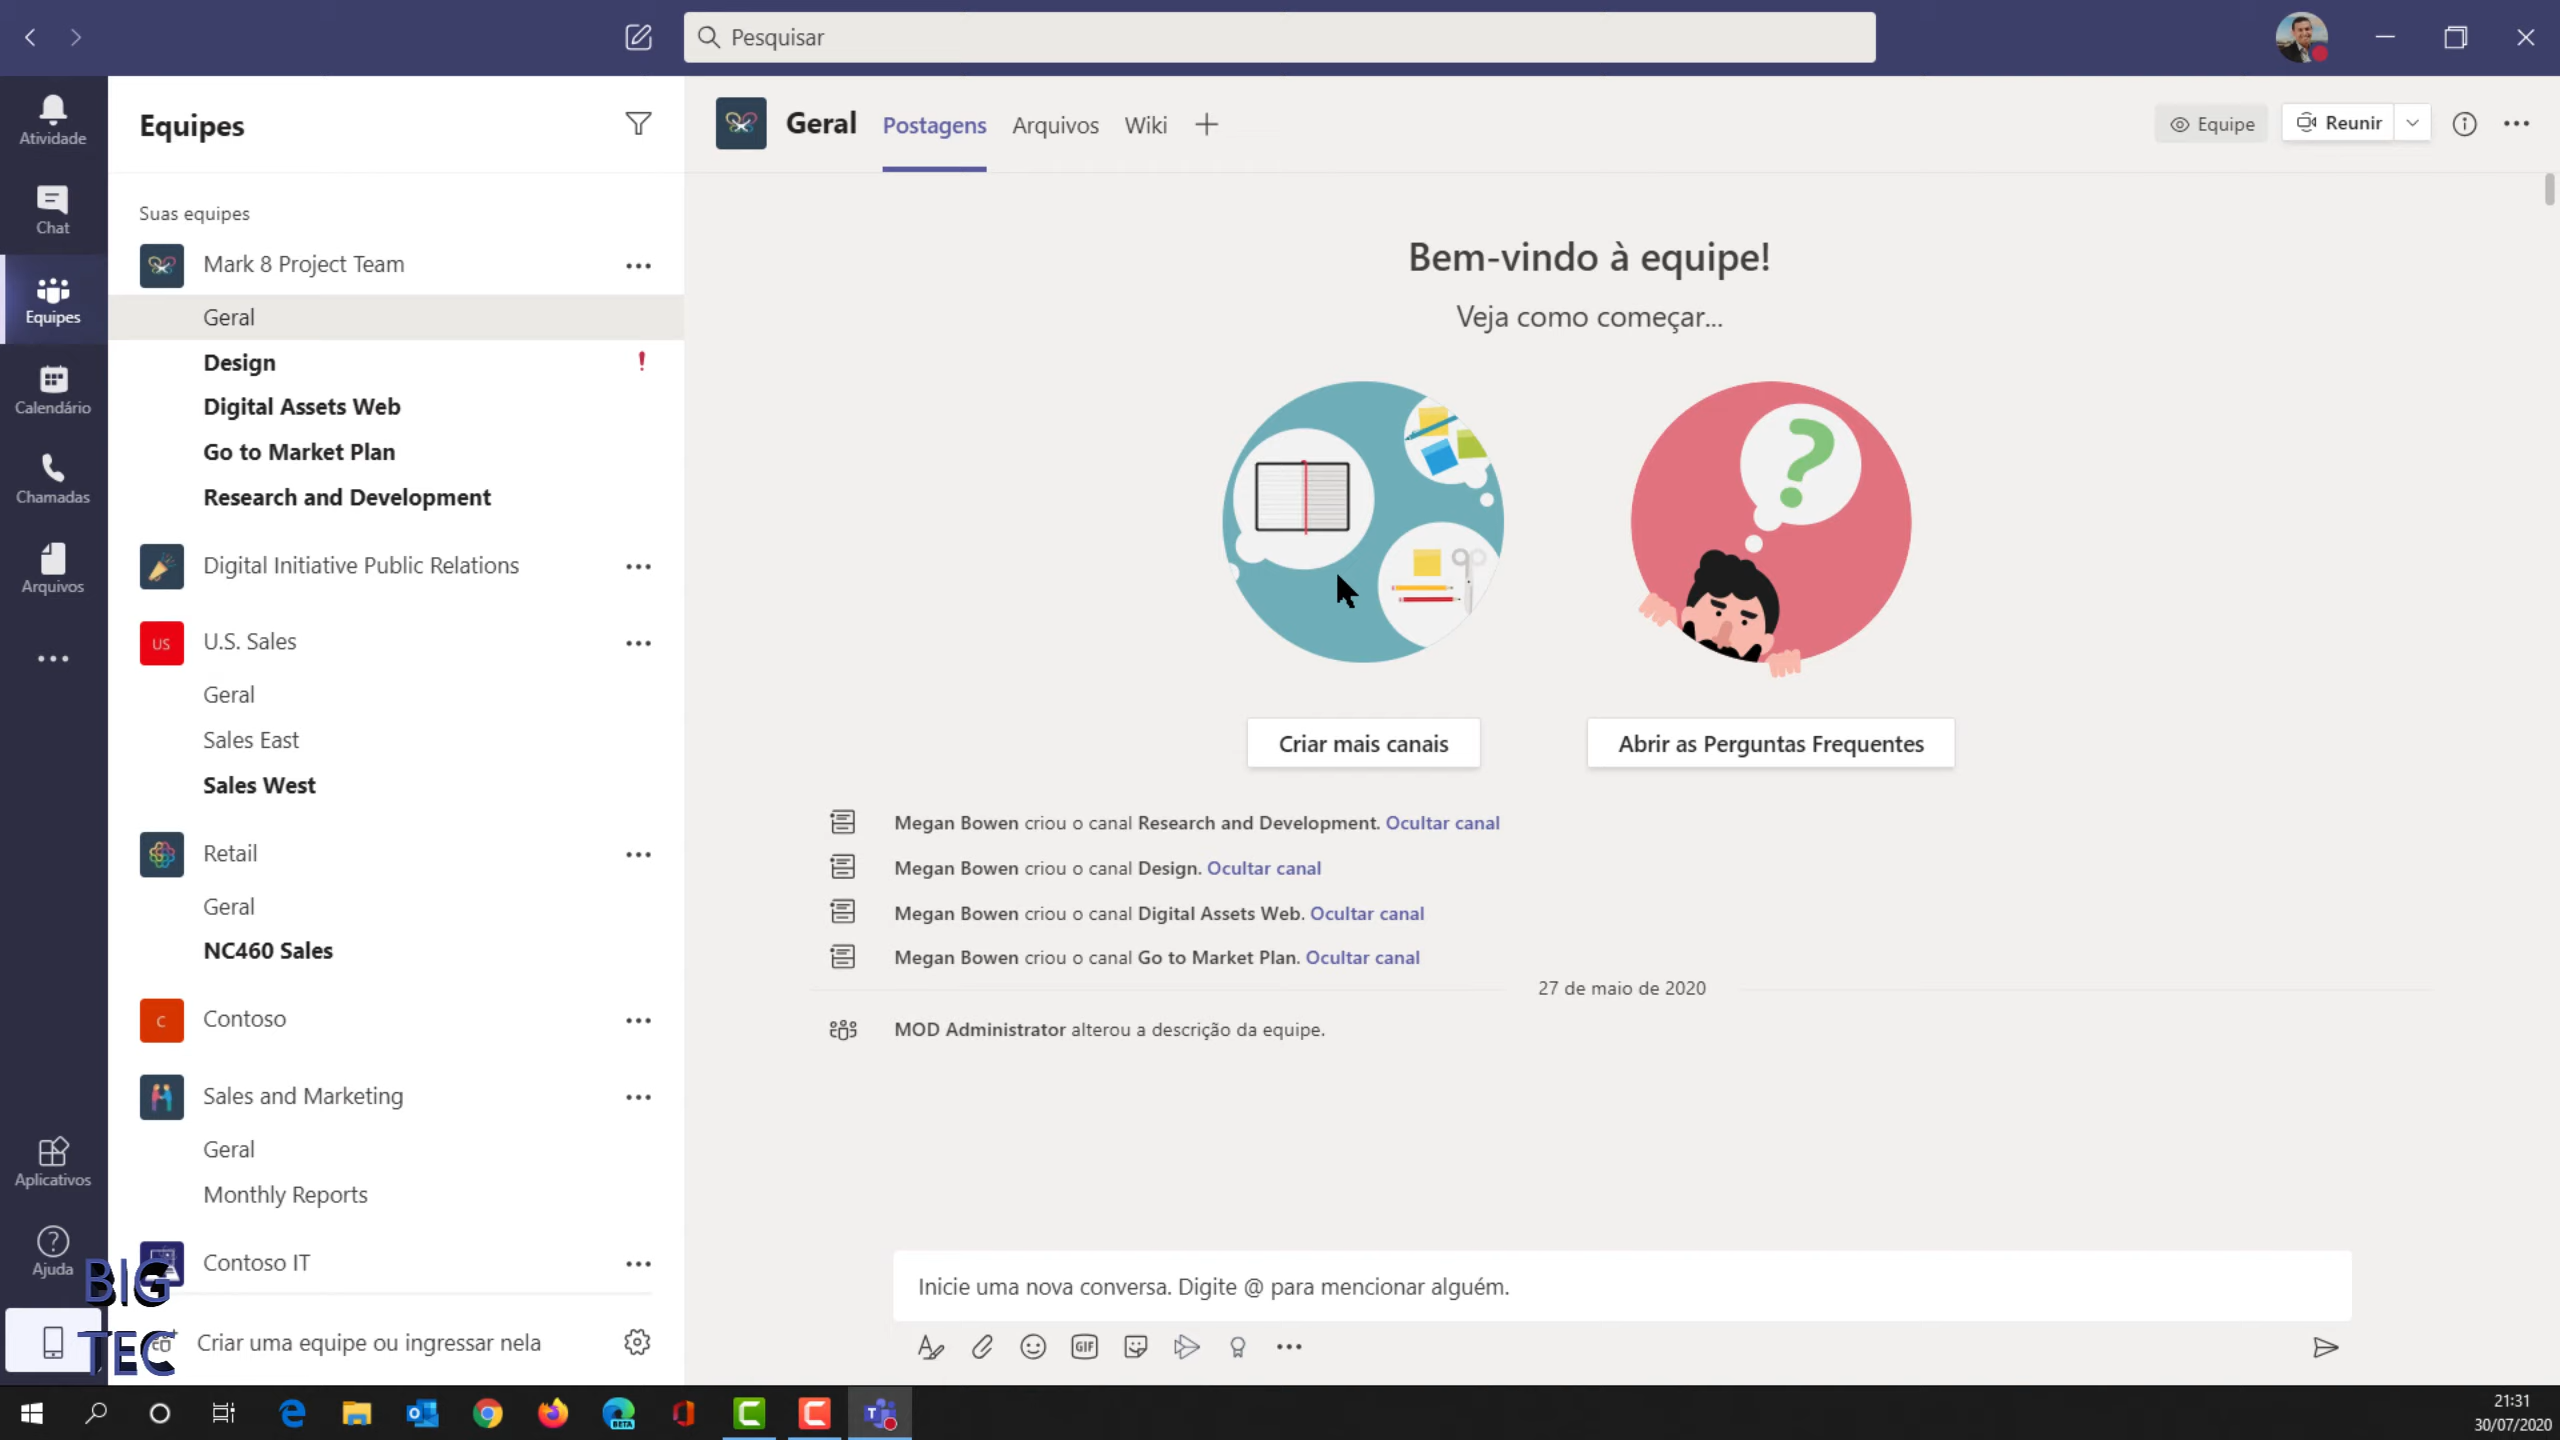 Pesquisar
Atividade
Chat
Equipes
Calendário
Chamadas
Arquivos
Aplicativos
Ajuda
Equipes
Suas equipes
Mark 8 Project Team
Geral
Design
Digital Assets Web
Go to Market Plan
Research and Development
Digital Initiative Public Relations
US
U.S. Sales
Geral
Sales East
Sales West
Retail
Geral
NC460 Sales
C
Contoso
Sales and Marketing
Geral
Monthly Reports
Contoso IT
BIG
TEC
Criar uma equipe ou ingressar nela
Geral Postagens Arquivos Wiki
Equipe
Reunir
Bem-vindo à equipe!
Veja como começar...
Criar mais canais
Abrir as Perguntas Frequentes
Megan Bowen criou o canal Research and Development. Ocultar canal
Megan Bowen criou o canal Design. Ocultar canal
Megan Bowen criou o canal Digital Assets Web. Ocultar canal
Megan Bowen criou o canal Go to Market Plan. Ocultar canal
27 de maio de 2020
MOD Administrator alterou a descrição da equipe.
Inicie uma nova conversa. Digite @ para mencionar alguém.
GIF
BETA
21:31
30/07/2020